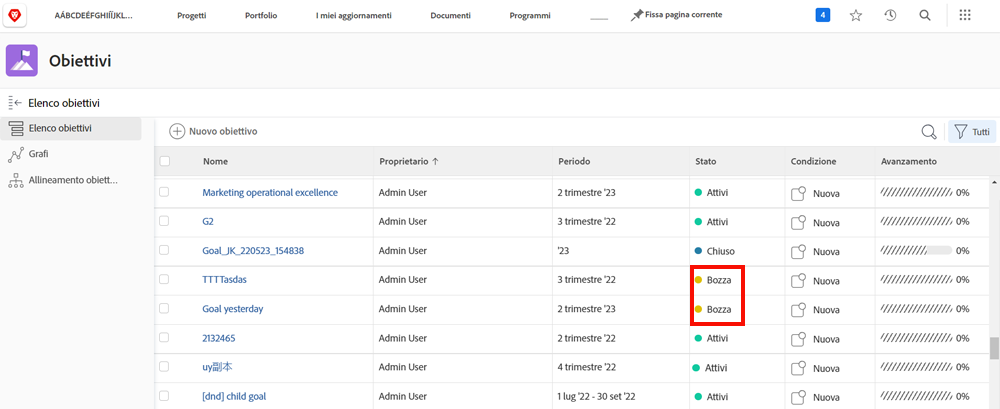 AÁBCDEÉFGHIÍÏJKL... Progetti Portfolio I miei aggiornamenti Documenti Programmi Fissa pagina corrente 4
Obiettivi
Elenco obiettivi
Elenco obiettivi
Grafi
Allineamento obiett...
Nuovo obiettivo Tutti
Nome Proprietario ↑ Periodo Stato Condizione Avanzamento
Marketing operational excellence Admin User 2 trimestre '23 Attivi Nuova 0%
G2 Admin User 3 trimestre '22 Attivi Nuova 0%
Goal_JK_220523_154838 Admin User '23 Chiuso Nuova 0%
TTTTasdas Admin User 3 trimestre '22 Bozza Nuova 0%
Goal yesterday Admin User 2 trimestre '23 Bozza Nuova 0%
2132465 Admin User 2 trimestre '22 Attivi Nuova 0%
uy副本 Admin User 4 trimestre '22 Attivi Nuova 0%
[dnd] child goal Admin User 1 lug '22 - 30 set '22 Attivi Nuova 0%